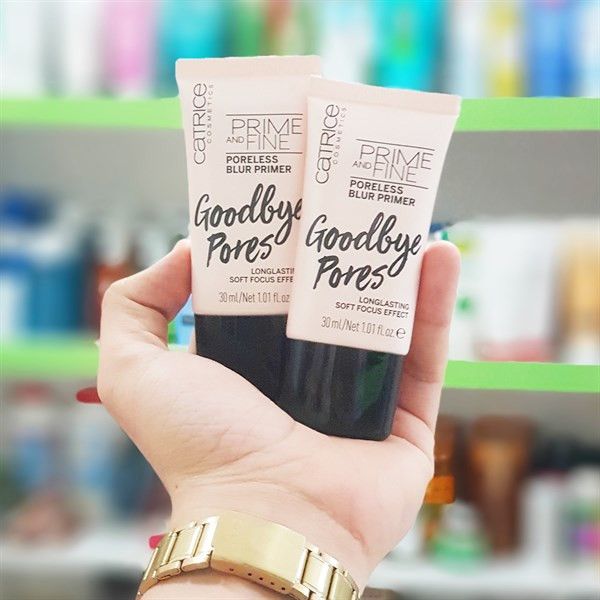 CATRICE
COSMETICS
PRIME
AND FINE
PORELESS
BLUR PRIMER
Goodbye
Pores
LONGLASTING
SOFT FOCUS EFFE
30 ml/Net 1.01 fl.oz
CATRICE
COSMETICS
PRIME
AND FINE
PORELESS
BLUR PRIMER
Goodbye
Pores
LONGLASTING
SOFT FOCUS EFFECT
30 ml/Net 1.01 fl.oz.℮